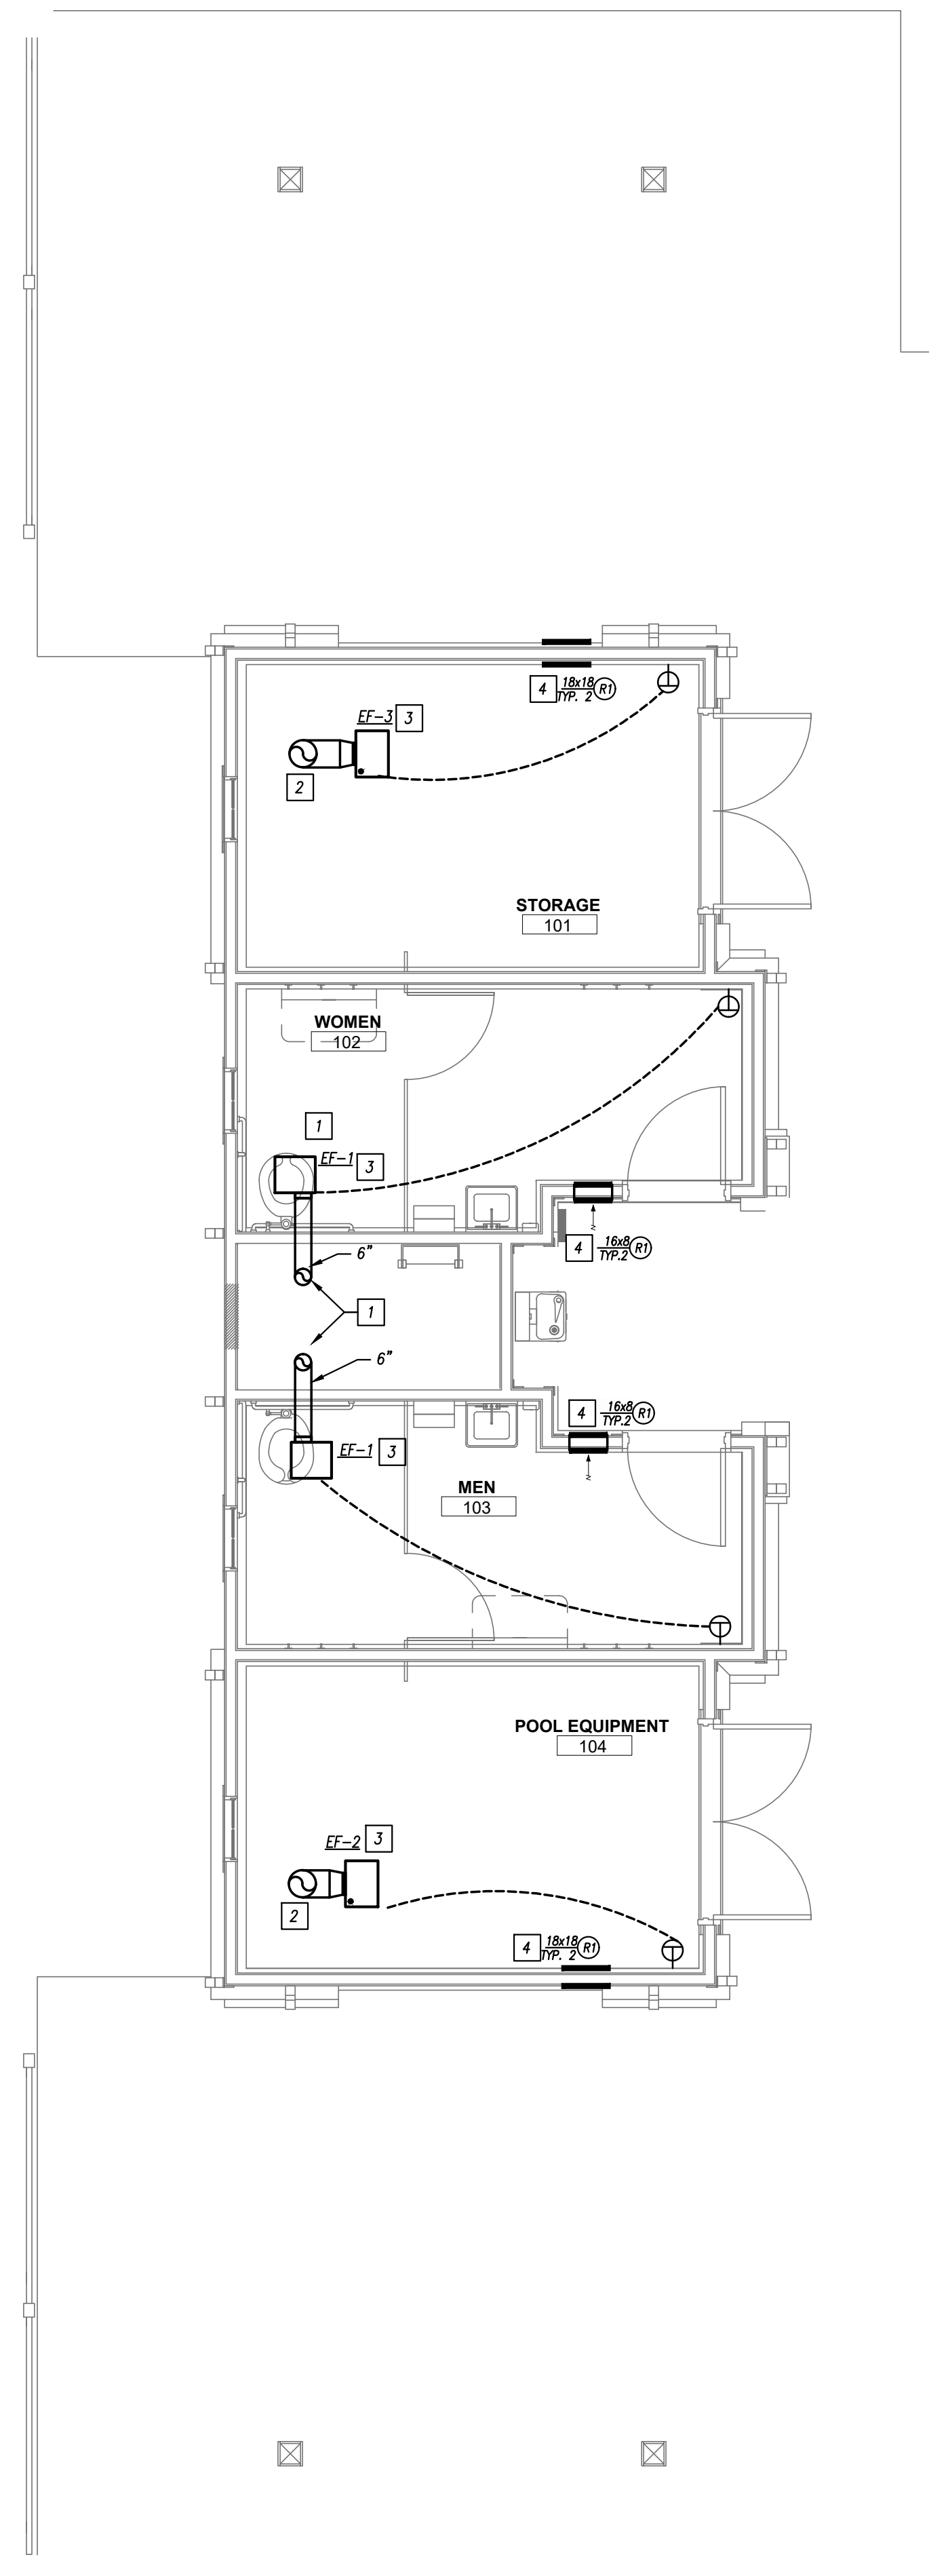 4 18x18 R1
TYP. 2
EF-3 3
2
STORAGE
101
WOMEN
102
1
EF-1 3
6"
4 16x8 R1
TYP.2
1
6"
4 16x8 R1
TYP.2
EF-1 3
MEN
103
POOL EQUIPMENT
104
EF-2 3
2
4 18x18 R1
TYP. 2